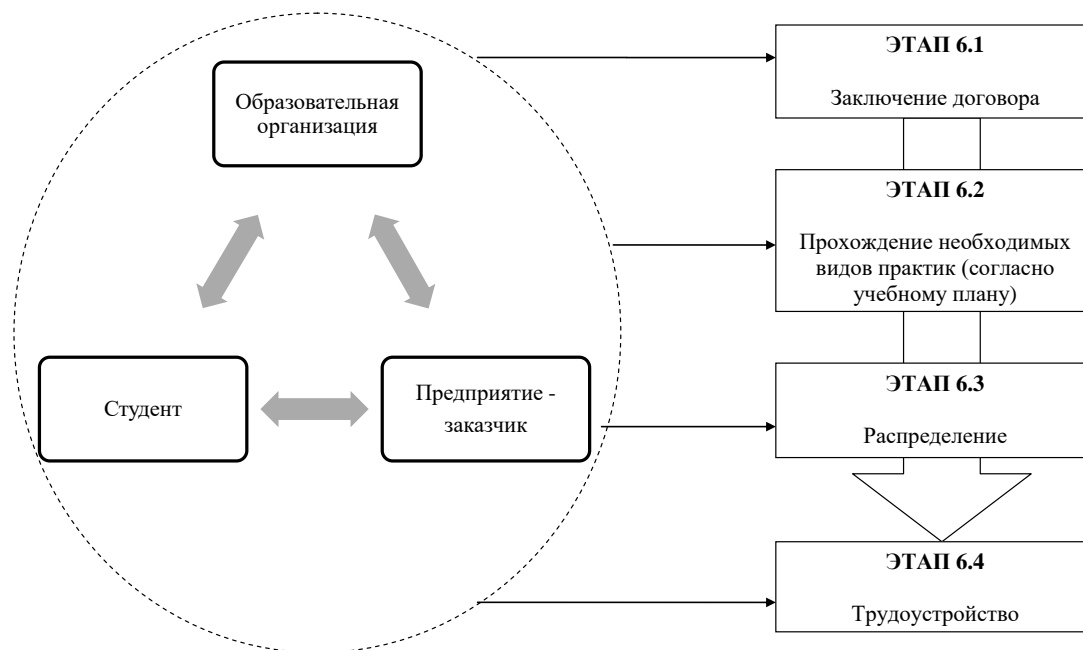 Образовательная
организация
Студент
Предприятие -
заказчик
ЭТАП 6.1
Заключение договора
ЭТАП 6.2
Прохождение необходимых
видов практик (согласно
учебному плану)
ЭТАП 6.3
Распределение
ЭТАП 6.4
Трудоустройство